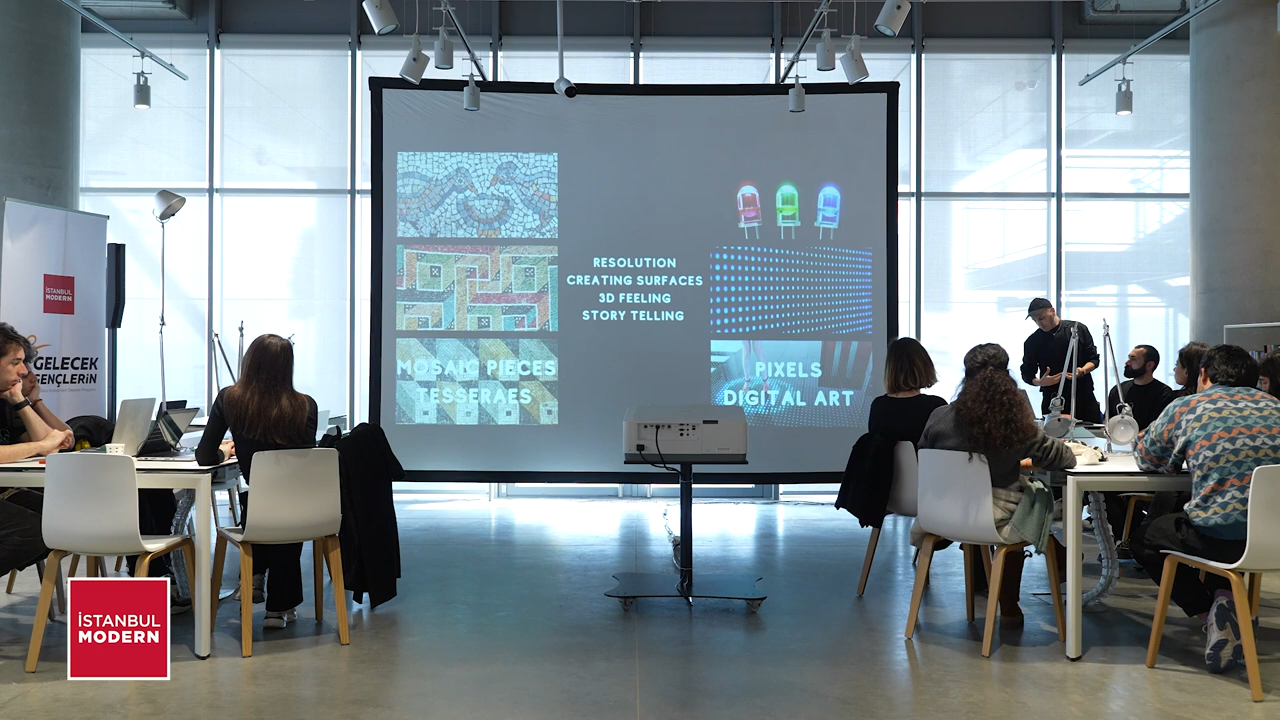 RESOLUTION
CREATING SURFACES
3D FEELING
STORY TELLING
MOSAIC PIECES
TESSERAES
PIXELS
DIGITAL ART
İSTANBUL
MODERN
GELECEK
GENÇLERİN
İSTANBUL
MODERN